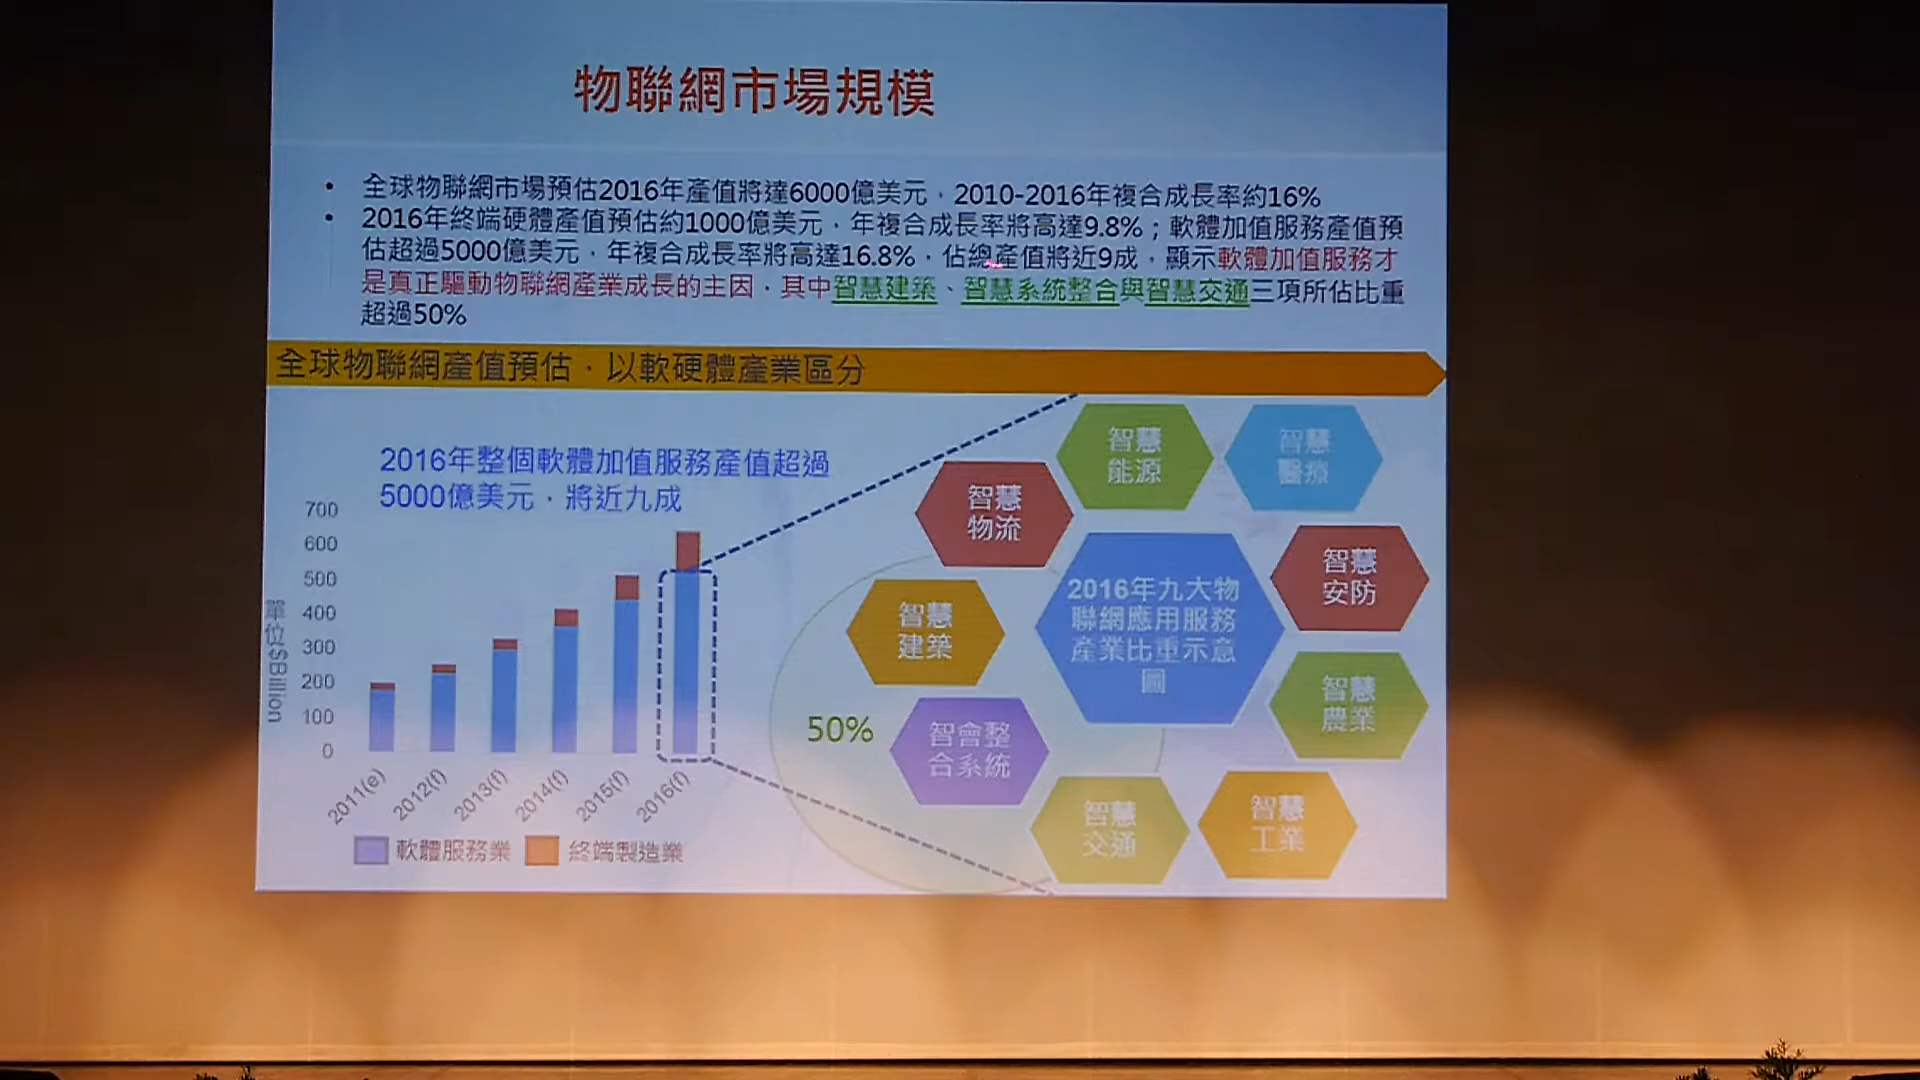 物聯網市場規模
• 全球物聯網市場預估2016年產值將達6000億美元，2010-2016年複合成長率約16%
• 2016年終端硬體產值預估約1000億美元，年複合成長率將高達9.8%；軟體加值服務產值預
估超過5000億美元，年複合成長率將高達16.8%，佔總產值將近9成，顯示軟體加值服務才
是真正驅動物聯網產業成長的主因，其中智慧建築、智慧系統整合與智慧交通三項所佔比重
超過50%
全球物聯網產值預估，以軟硬體產業區分
2016年整個軟體加值服務產值超過
5000億美元，將近九成
單位$Billion
700
600
500
400
300
200
100
0
2011(e)
2012(f)
2013(f)
2014(f)
2015(f)
2016(f)
軟體服務業
終端製造業
智慧
能源
智慧
醫療
智慧
物流
智慧
安防
智慧
建築
2016年九大物
聯網應用服務
產業比重示意
圖
智慧
農業
50%
智會整
合系統
智慧
交通
智慧
工業